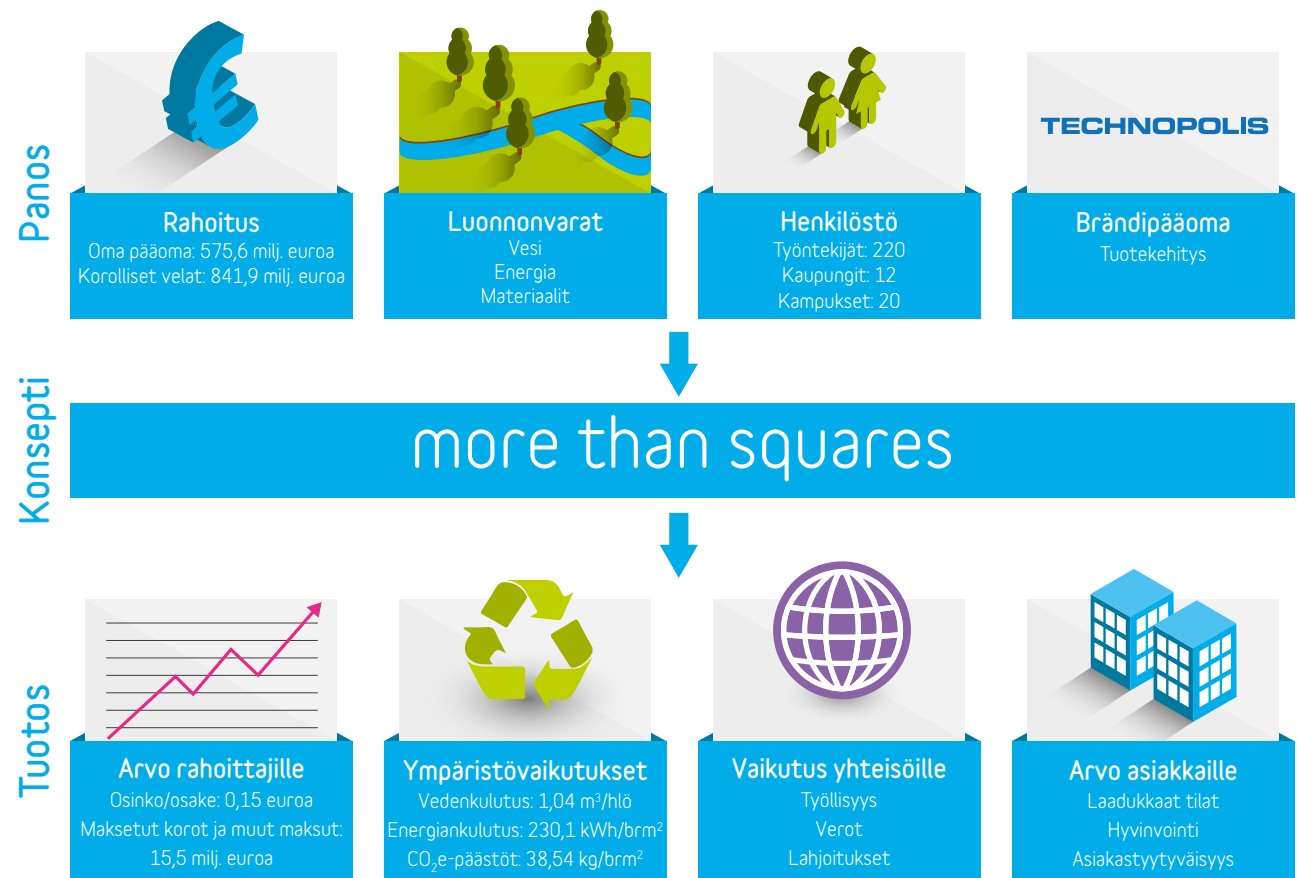 Panos
TECHNOPOLIS
Rahoitus
Oma pääoma: 575,6 milj. euroa
Korolliset velat: 841,9 milj. euroa
Luonnonvarat
Vesi
Energia
Materiaalit
Henkilöstö
Työntekijät: 220
Kaupungit: 12
Kampukset: 20
Brändipääoma
Tuotekehitys
Konsepti
more than squares
Tuotos
Arvo rahoittajille
Osinko/osake: 0,15 euroa
Maksetut korot ja muut maksut:
15,5 milj. euroa
Ympäristövaikutukset
Vedenkulutus: 1,04 m³/hlö
Energiankulutus: 230,1 kWh/brm²
CO₂e-päästöt: 38,54 kg/brm²
Vaikutus yhteisöille
Työllisyys
Verot
Lahjoitukset
Arvo asiakkaille
Laadukkaat tilat
Hyvinvointi
Asiakastyytyväisyys